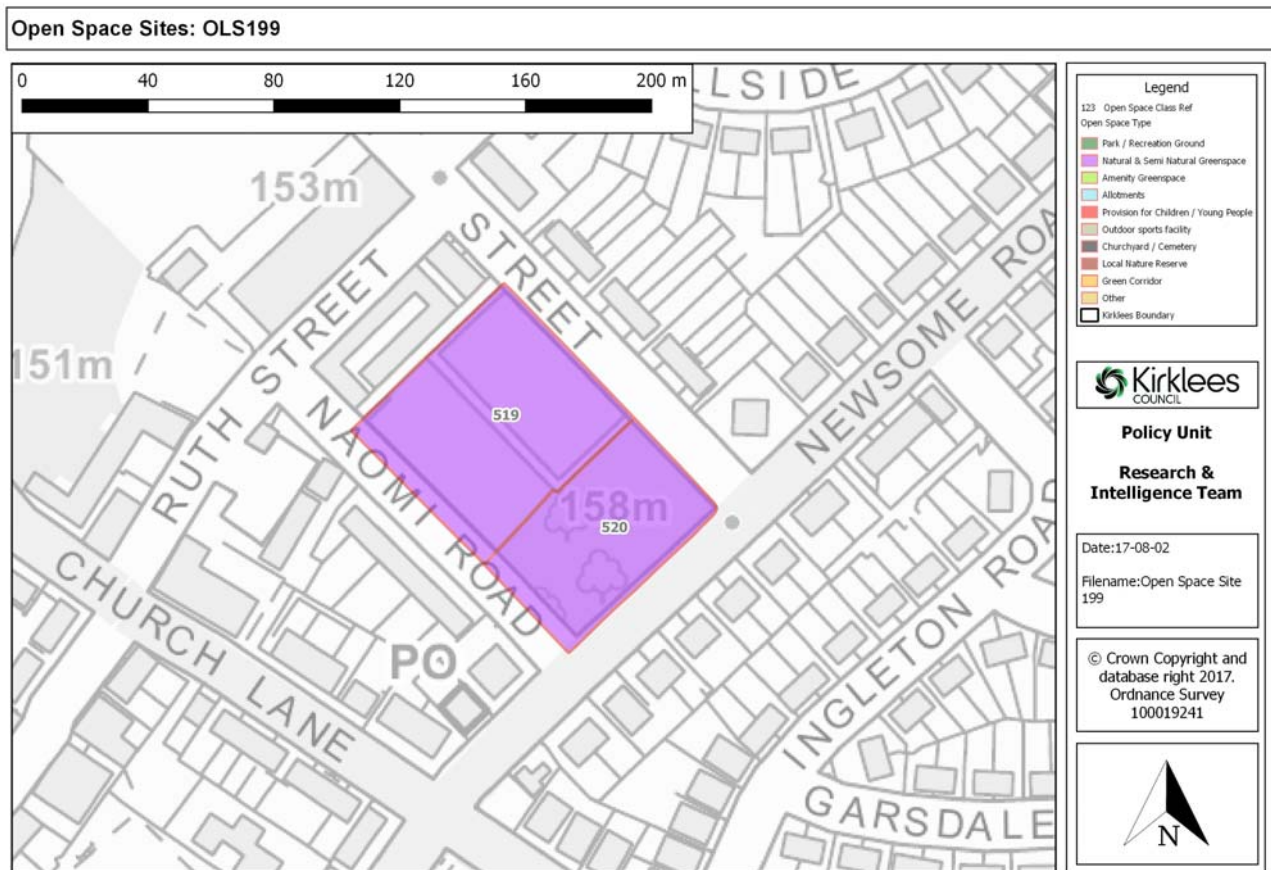 Open Space Sites: OLS199
0 40 80 120 160 200 m
LLSIDE
153m
STREET
RUTH STREET
151m
NEWSOME ROA
519
NAOMI ROAD
158m
520
CHURCH LANE
PO
INGLETON ROAD
GARSDALE
Legend
123 Open Space Class Ref
Open Space Type
Park / Recreation Ground
Natural & Semi Natural Greenspace
Amenity Greenspace
Allotments
Provision for Children / Young People
Outdoor sports facility
Churchyard / Cemetery
Local Nature Reserve
Green Corridor
Other
Kirklees Boundary
Kirklees
COUNCIL
Policy Unit
Research &
Intelligence Team
Date:17-08-02
Filename:Open Space Site
199
© Crown Copyright and
database right 2017.
Ordnance Survey
100019241
N